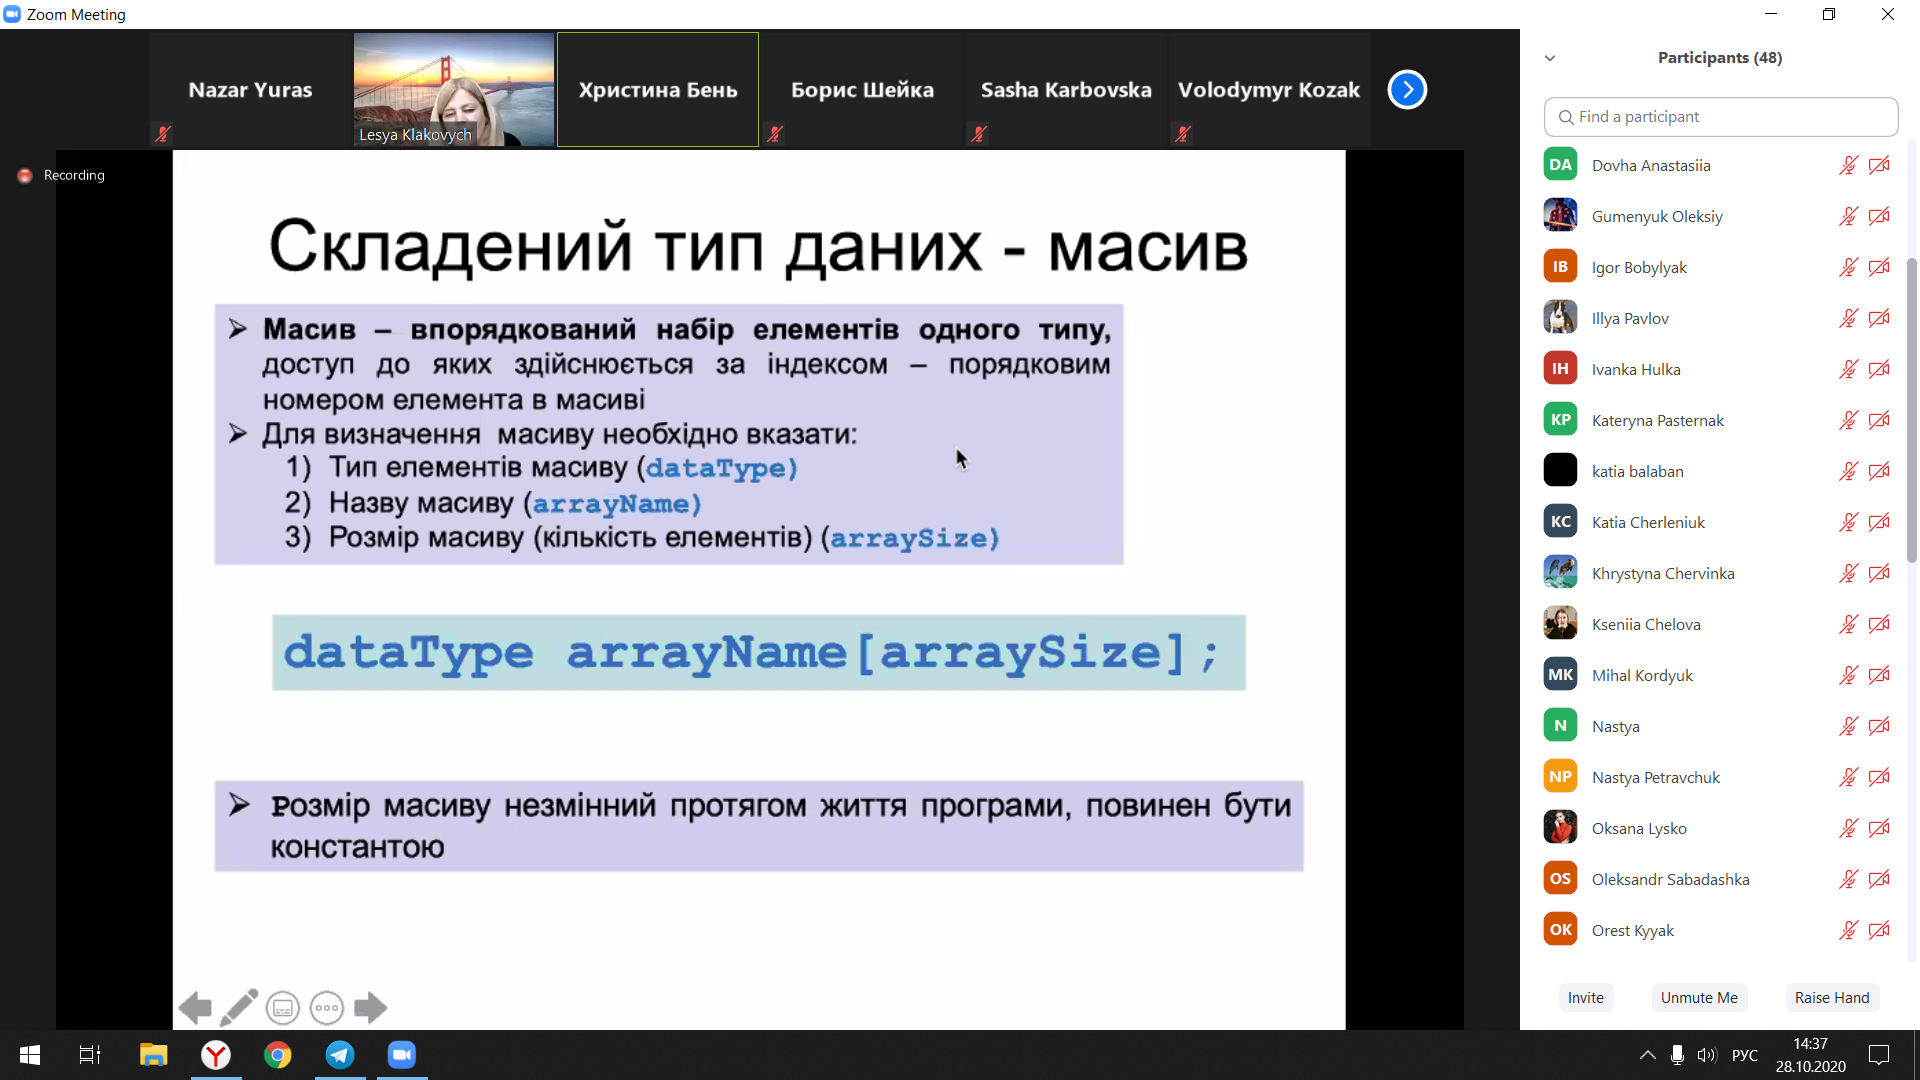 Zoom Meeting
Nazar Yuras
Lesya Klakovych
Христина Бень
Борис Шейка
Sasha Karbovska
Volodymyr Kozak
Recording
Складений тип даних - масив
➢ Масив – впорядкований набір елементів одного типу,
доступ до яких здійснюється за індексом – порядковим
номером елемента в масиві
➢ Для визначення масиву необхідно вказати:
1) Тип елементів масиву (dataType)
2) Назву масиву (arrayName)
3) Розмір масиву (кількість елементів) (arraySize)
dataType arrayName[arraySize];
➢ Розмір масиву незмінний протягом життя програми, повинен бути
константою
Participants (48)
Find a participant
DA Dovha Anastasiia
Gumenyuk Oleksiy
IB Igor Bobylyak
Illya Pavlov
IH Ivanka Hulka
KP Kateryna Pasternak
katia balaban
KC Katia Cherleniuk
Khrystyna Chervinka
Kseniia Chelova
MK Mihal Kordyuk
N Nastya
NP Nastya Petravchuk
Oksana Lysko
OS Oleksandr Sabadashka
OK Orest Kyyak
Invite Unmute Me Raise Hand
РУС
14:37
28.10.2020